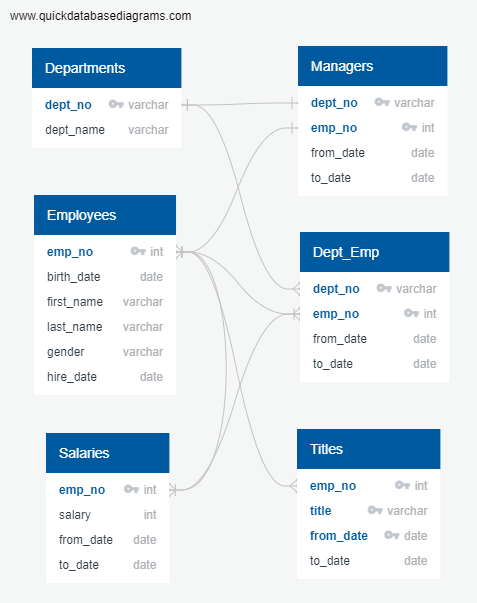 www.quickdatabasediagrams.com
Departments
dept_no varchar
dept_name varchar
Managers
dept_no varchar
emp_no int
from_date date
to_date date
Employees
emp_no int
birth_date date
first_name varchar
last_name varchar
gender varchar
hire_date date
Dept_Emp
dept_no varchar
emp_no int
from_date date
to_date date
Salaries
emp_no int
salary int
from_date date
to_date date
Titles
emp_no int
title varchar
from_date date
to_date date